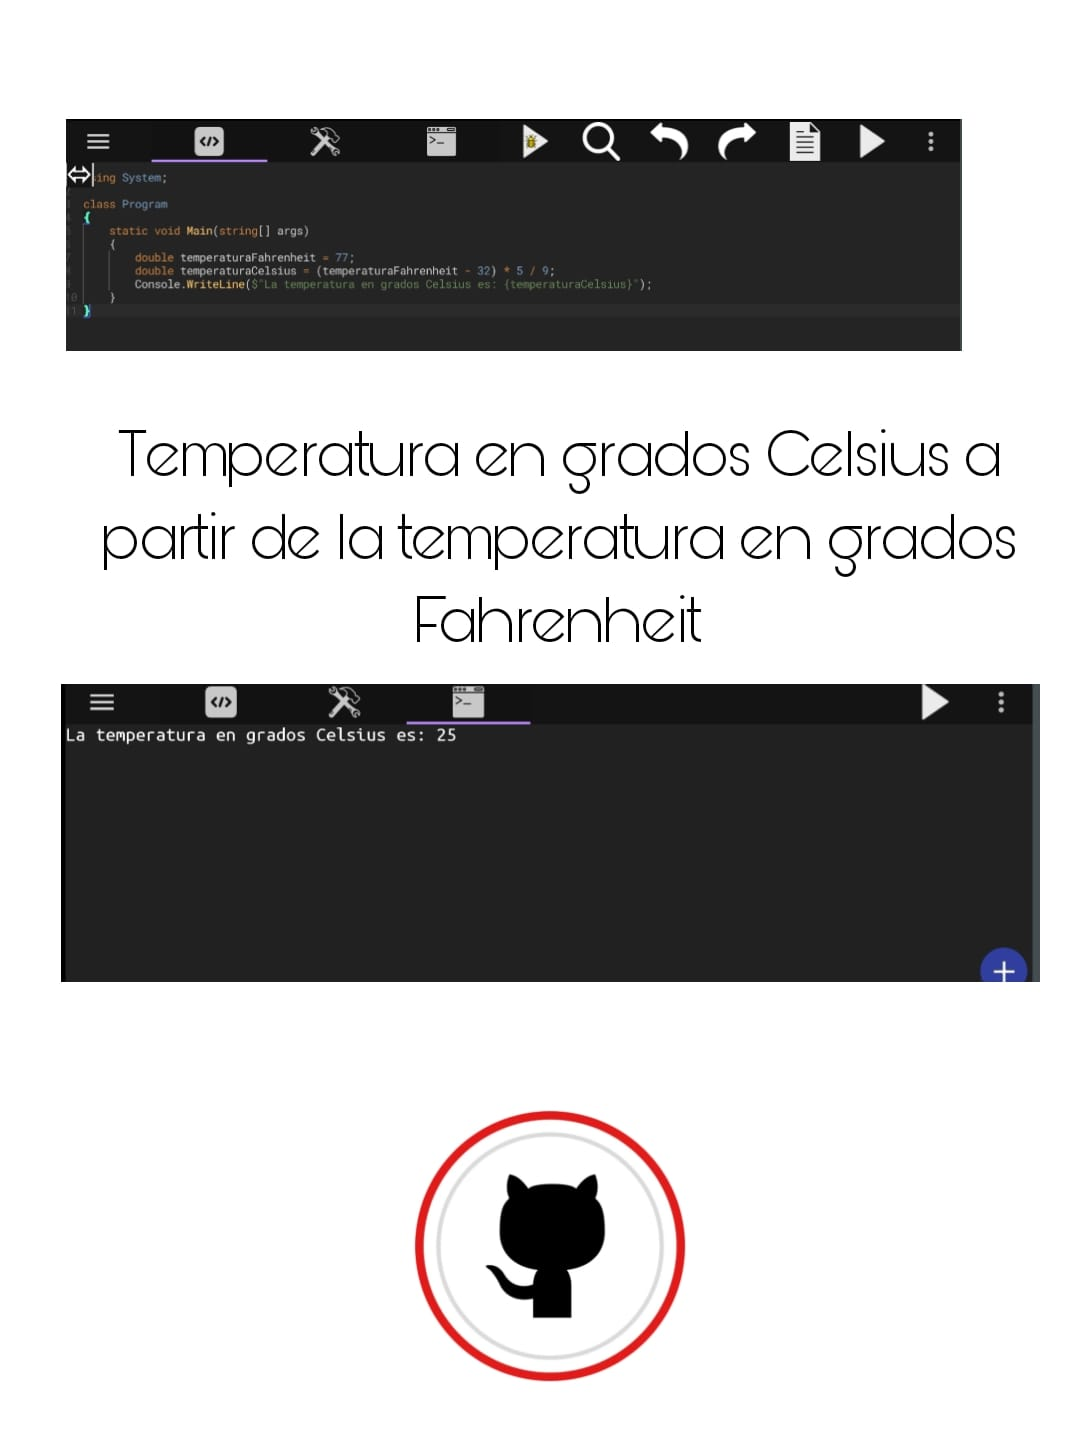 ing System;
class Program
{
static void Main(string[] args)
{
double temperaturaFahrenheit = 77;
double temperaturaCelsius = (temperaturaFahrenheit - 32) * 5 / 9;
Console.WriteLine($"La temperatura en grados Celsius es: {temperaturaCelsius}");
10 }
11 }
Temperatura en grados Celsius a
partir de la temperatura en grados
Fahrenheit
La temperatura en grados Celsius es: 25